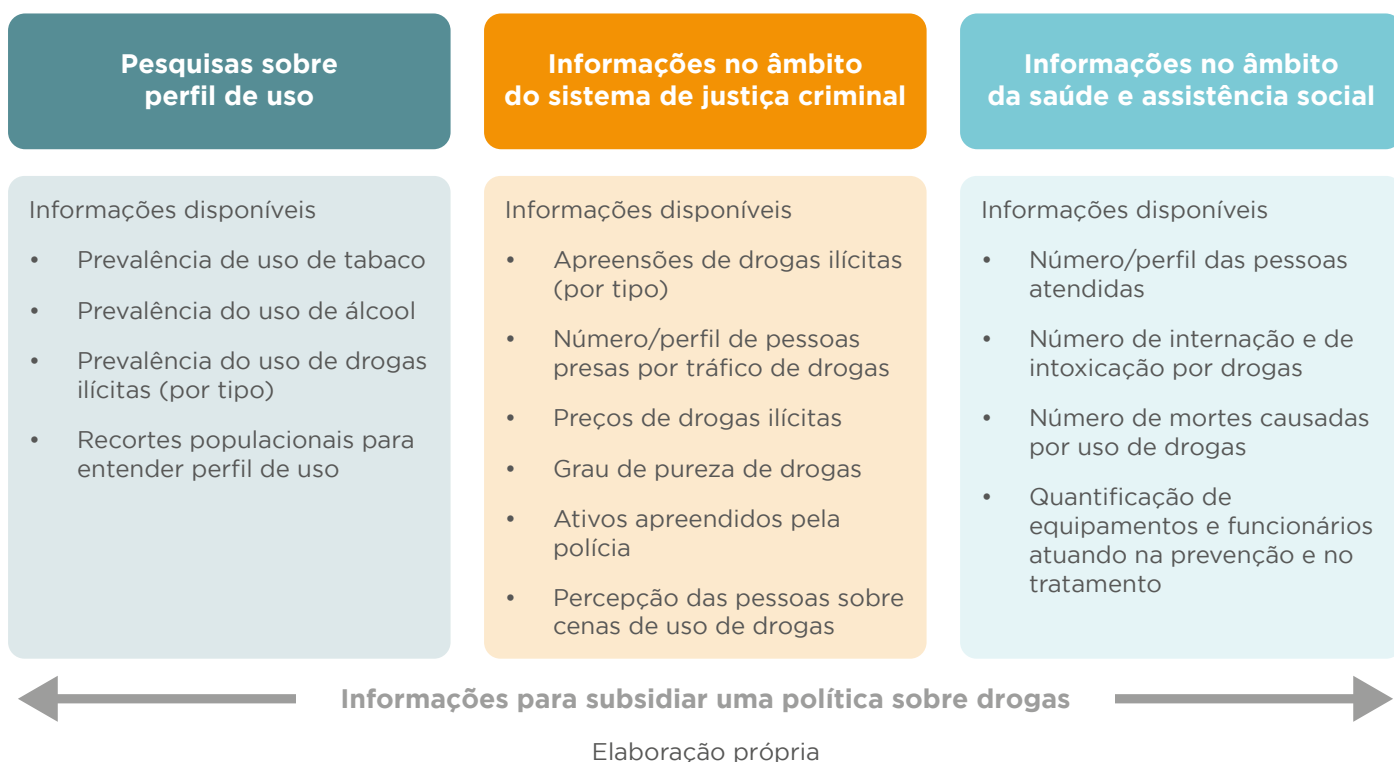 Pesquisas sobre
perfil de uso
Informações disponíveis
• Prevalência de uso de tabaco
• Prevalência do uso de álcool
• Prevalência do uso de drogas
ilícitas (por tipo)
• Recortes populacionais para
entender perfil de uso
Informações no âmbito
do sistema de justiça criminal
Informações disponíveis
• Apreensões de drogas ilícitas
(por tipo)
• Número/perfil de pessoas
presas por tráfico de drogas
• Preços de drogas ilícitas
• Grau de pureza de drogas
• Ativos apreendidos pela
polícia
• Percepção das pessoas sobre
cenas de uso de drogas
Informações no âmbito
da saúde e assistência social
Informações disponíveis
• Número/perfil das pessoas
atendidas
• Número de internação e de
intoxicação por drogas
• Número de mortes causadas
por uso de drogas
• Quantificação de
equipamentos e funcionários
atuando na prevenção e no
tratamento
Informações para subsidiar uma política sobre drogas
Elaboração própria